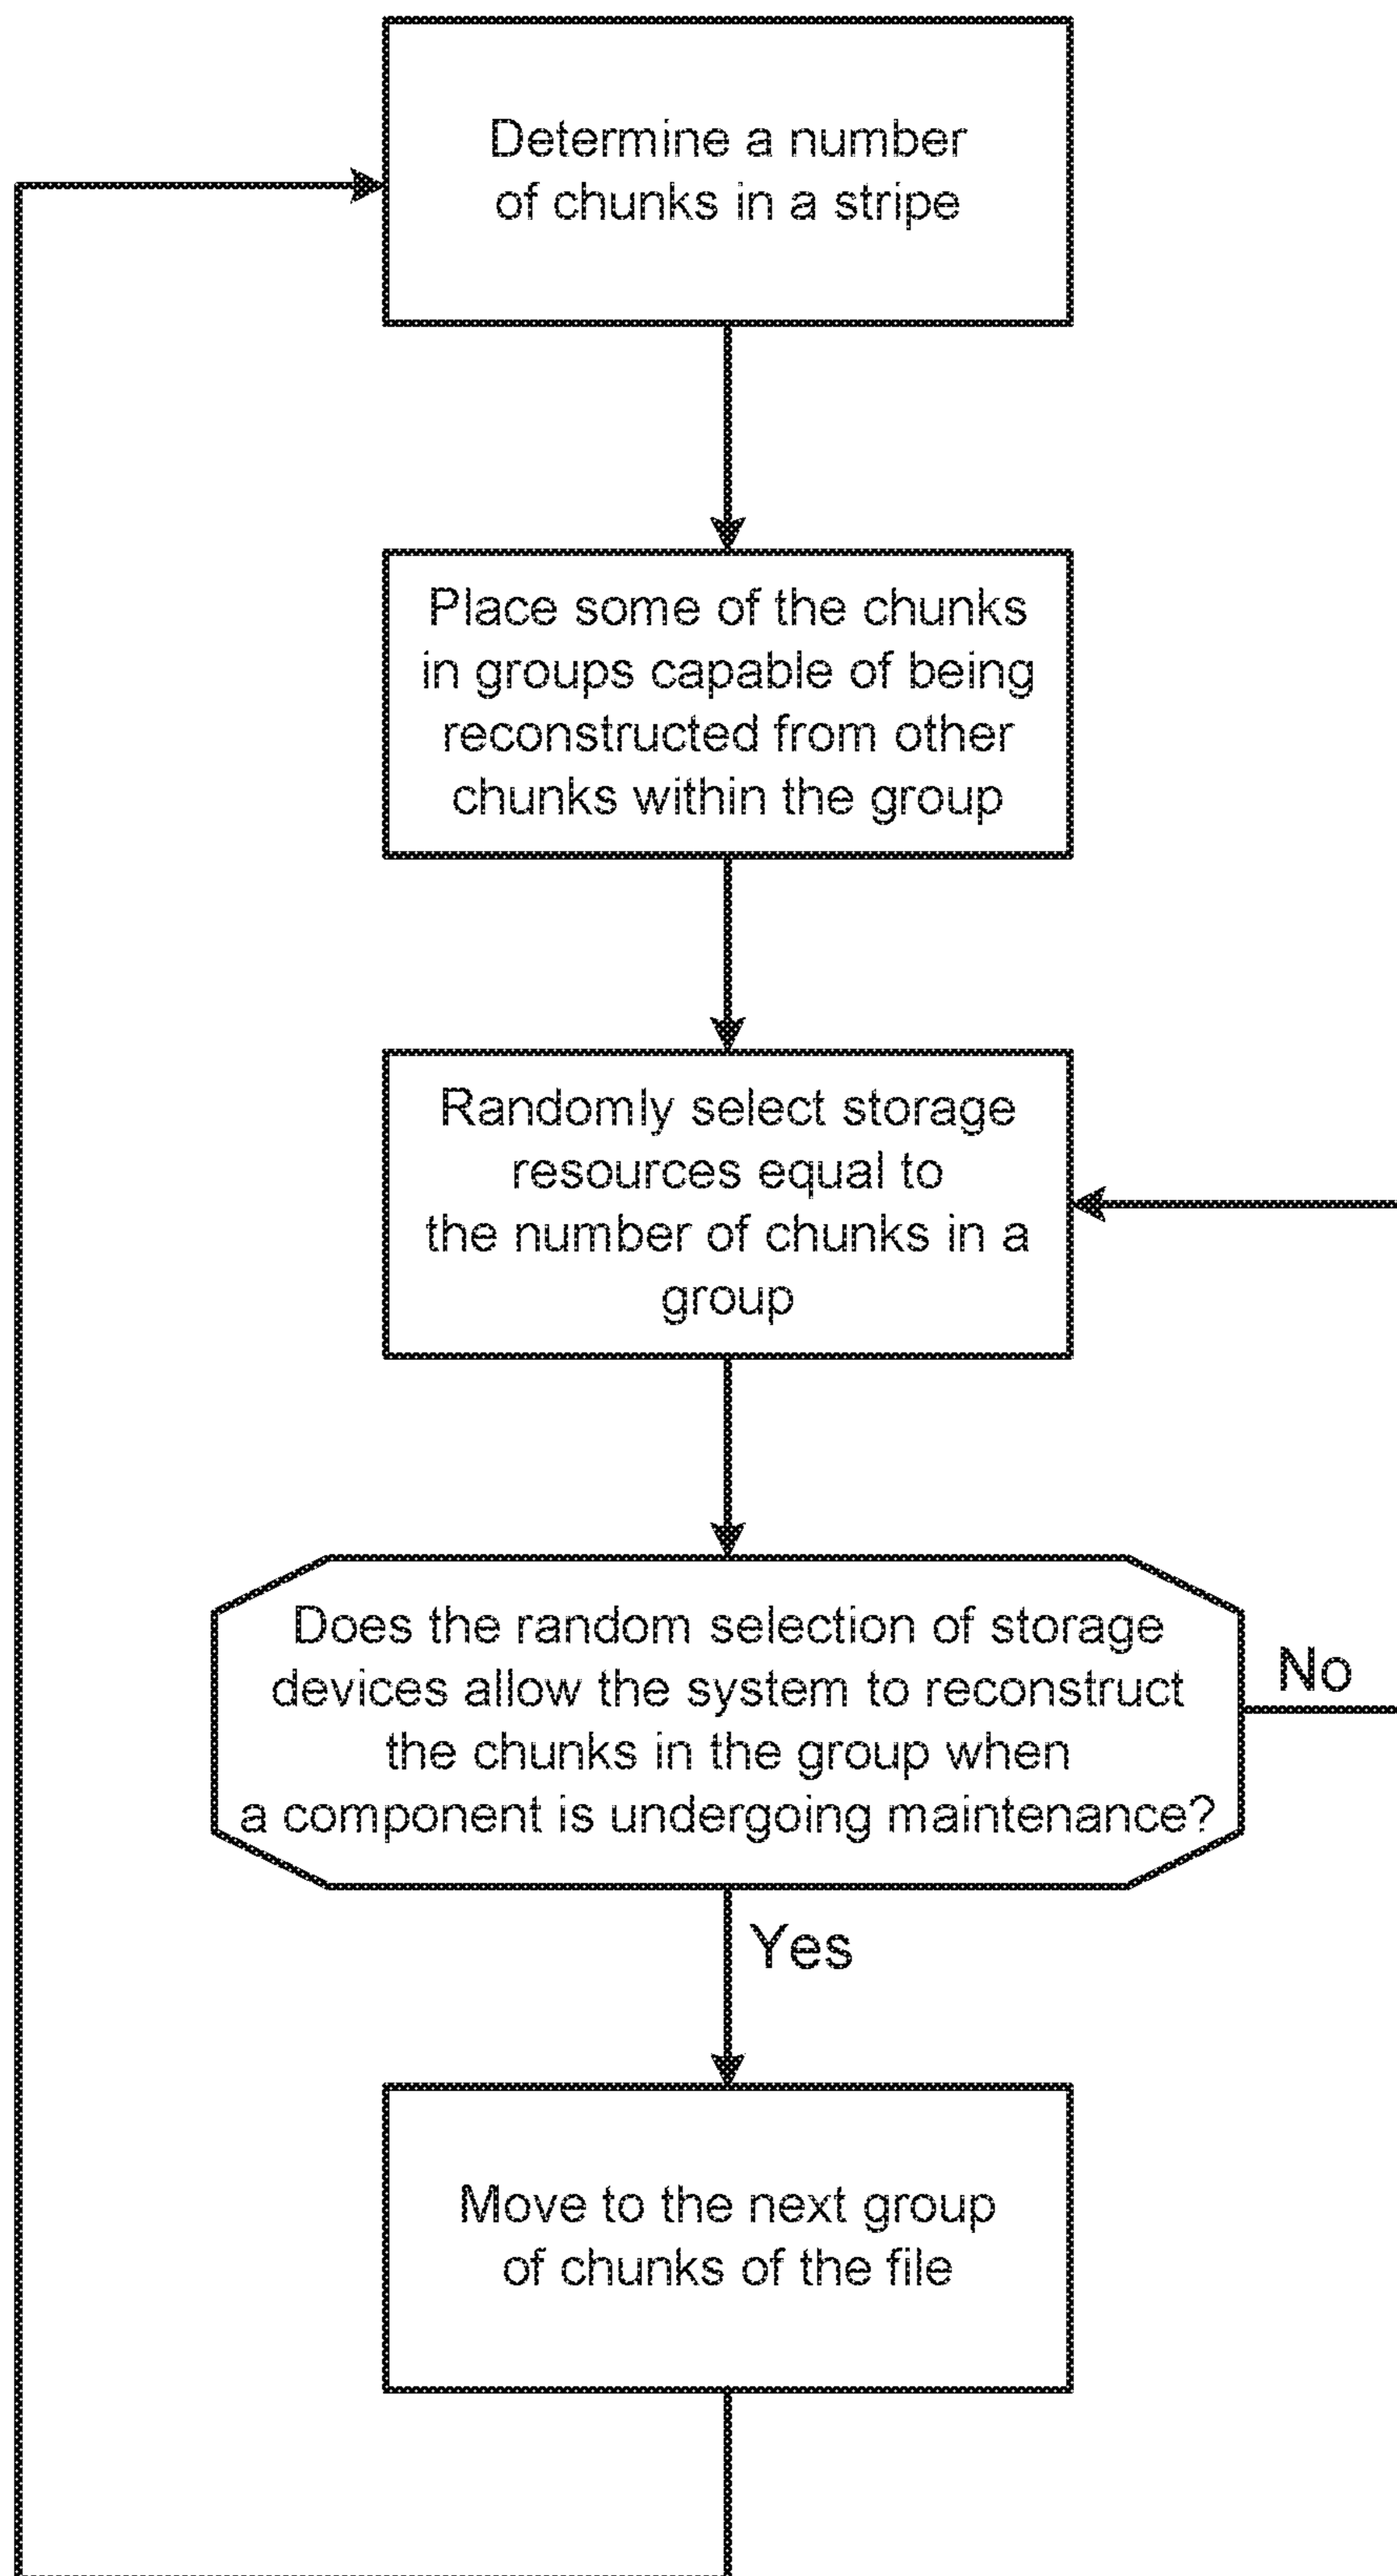 Determine a number
of chunks in a stripe
Place some of the chunks
in groups capable of being
reconstructed from other
chunks within the group
Randomly select storage
resources equal to
the number of chunks in a
group
Does the random selection of storage
devices allow the system to reconstruct
the chunks in the group when
a component is undergoing maintenance?
No
Yes
Move to the next group
of chunks of the file